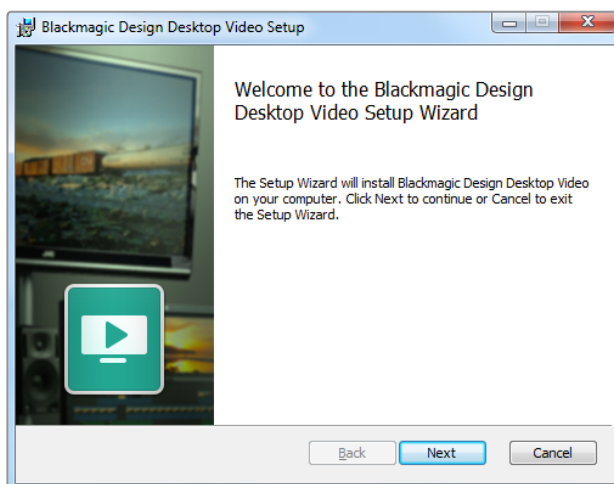 Blackmagic Design Desktop Video Setup
Welcome to the Blackmagic Design
Desktop Video Setup Wizard
The Setup Wizard will install Blackmagic Design Desktop Video
on your computer. Click Next to continue or Cancel to exit
the Setup Wizard.
Back Next Cancel